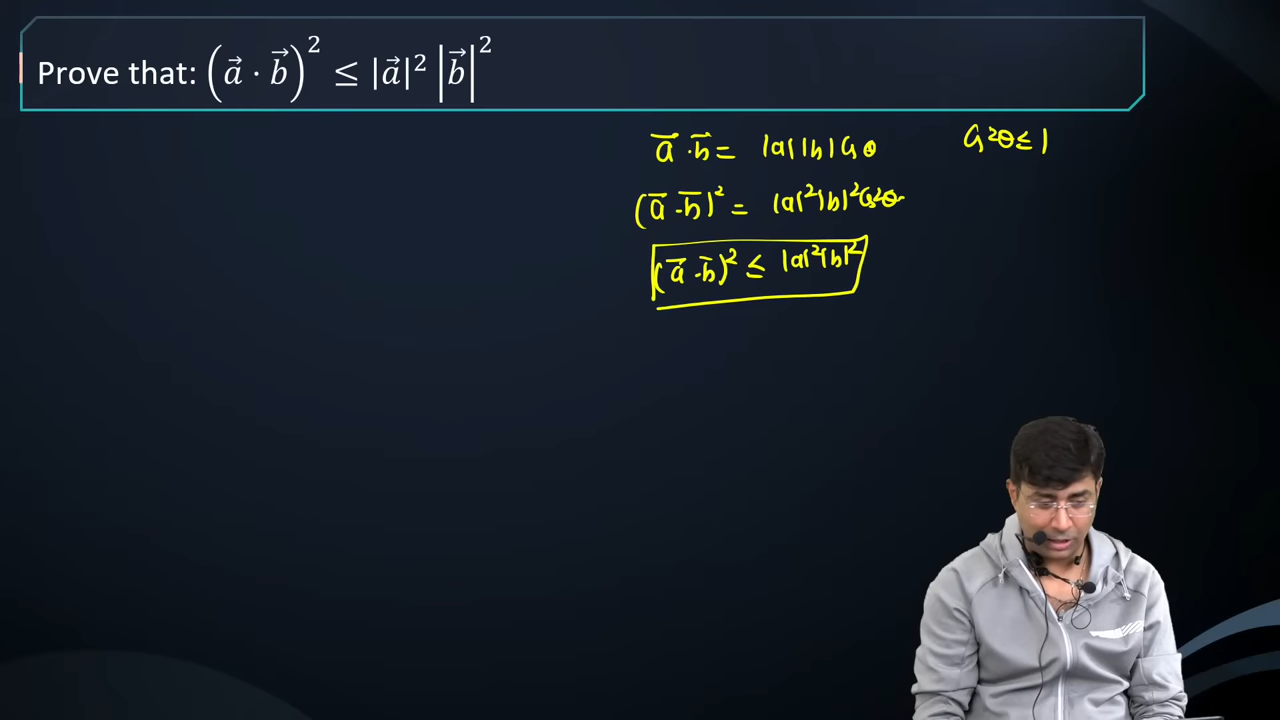 Prove that: (a⃗ · b⃗)² ≤ |a⃗|² |b⃗|²
a̅ · b̅ = |a||b| Cos θ
Cos²θ ≤ 1
(a̅ · b̅)² = |a|²|b|² Cos²θ
(a̅ · b̅)² ≤ |a|²|b|²